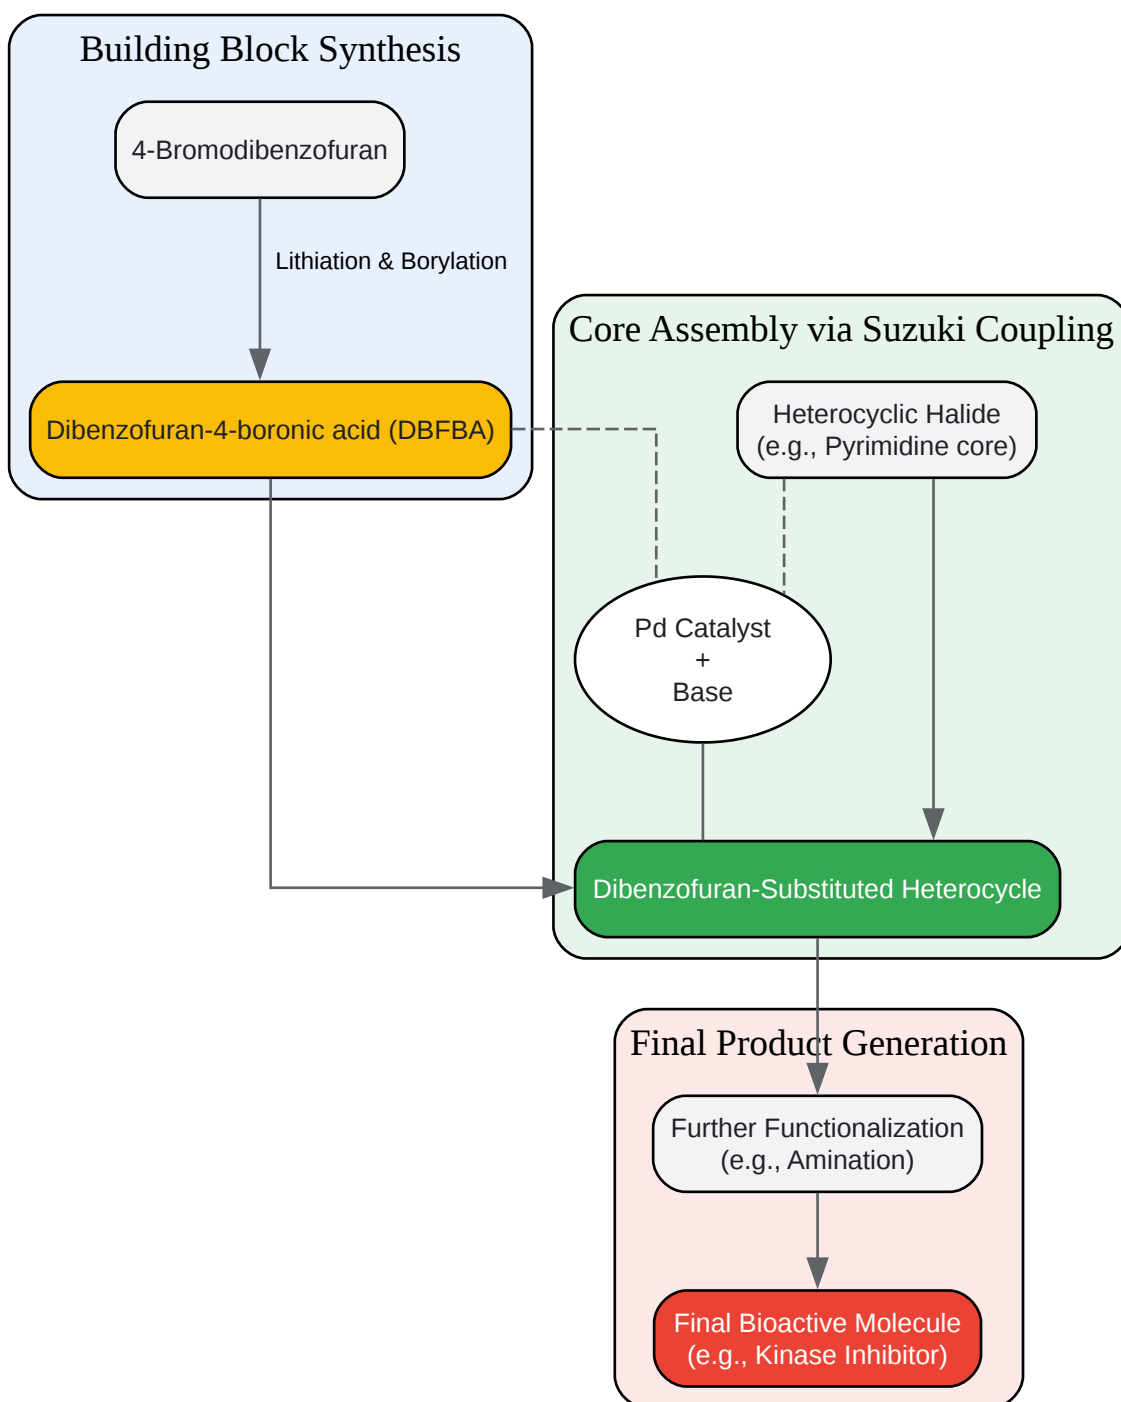 Building Block Synthesis
4-Bromodibenzofuran
Lithiation & Borylation
Dibenzofuran-4-boronic acid (DBFBA)
Core Assembly via Suzuki Coupling
Heterocyclic Halide
(e.g., Pyrimidine core)
Pd Catalyst
+
Base
Dibenzofuran-Substituted Heterocycle
Final Product Generation
Further Functionalization
(e.g., Amination)
Final Bioactive Molecule
(e.g., Kinase Inhibitor)